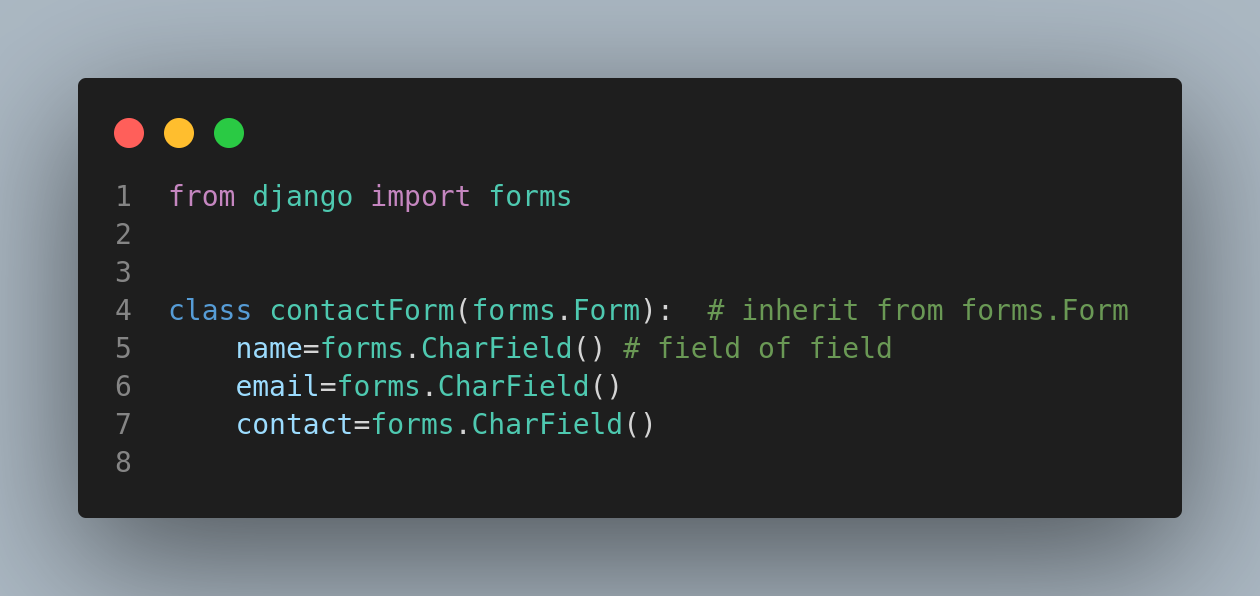 1 from django import forms
2
3
4 class contactForm(forms.Form):  # inherit from forms.Form
5     name=forms.CharField() # field of field
6     email=forms.CharField()
7     contact=forms.CharField()
8